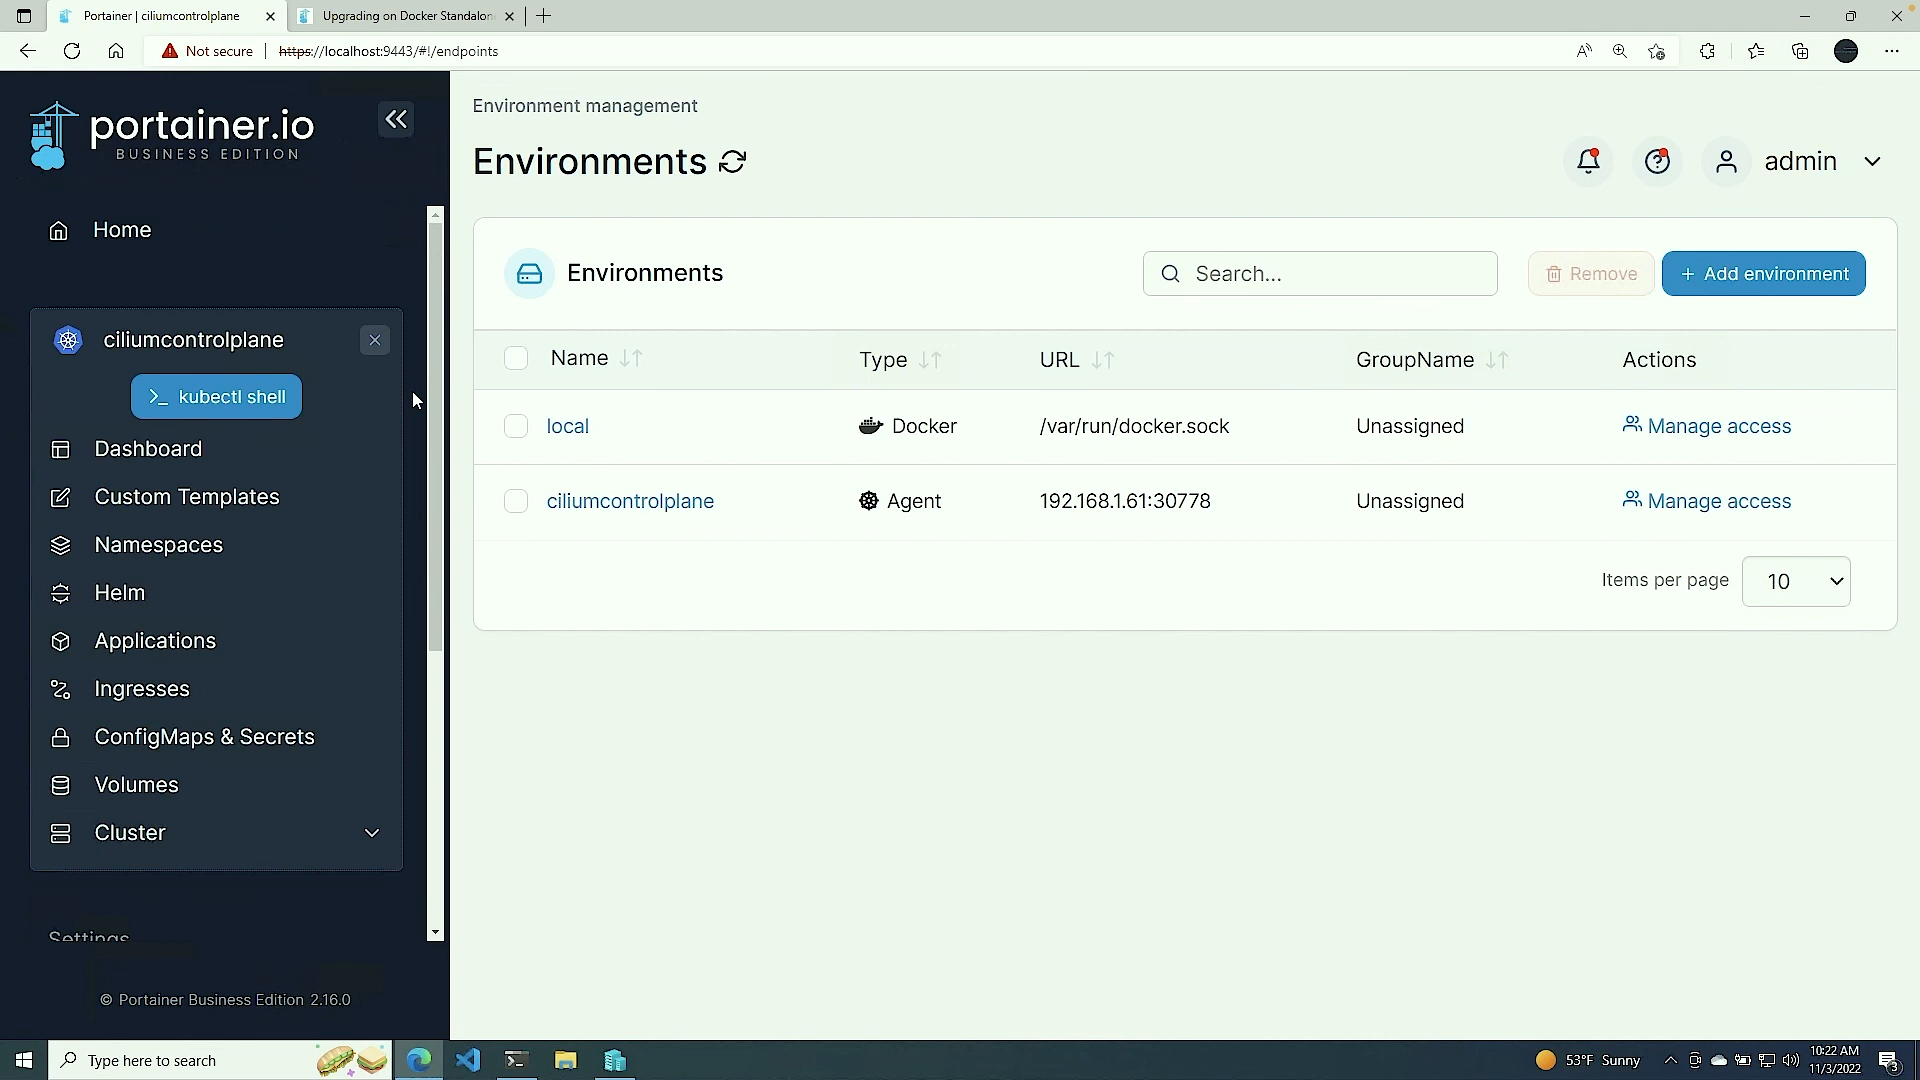 Portainer | ciliumcontrolplane
Upgrading on Docker Standalon
Not secure
https://localhost:9443/#!/endpoints
portainer.io
BUSINESS EDITION
Home
ciliumcontrolplane
>_ kubectl shell
Dashboard
Custom Templates
Namespaces
Helm
Applications
Ingresses
ConfigMaps & Secrets
Volumes
Cluster
Settings
© Portainer Business Edition 2.16.0
Environment management
Environments
admin
Environments
Search...
Remove
+ Add environment
Name Type URL GroupName Actions
local Docker /var/run/docker.sock Unassigned Manage access
ciliumcontrolplane Agent 192.168.1.61:30778 Unassigned Manage access
Items per page 10
Type here to search
53°F Sunny
10:22 AM
11/3/2022
3